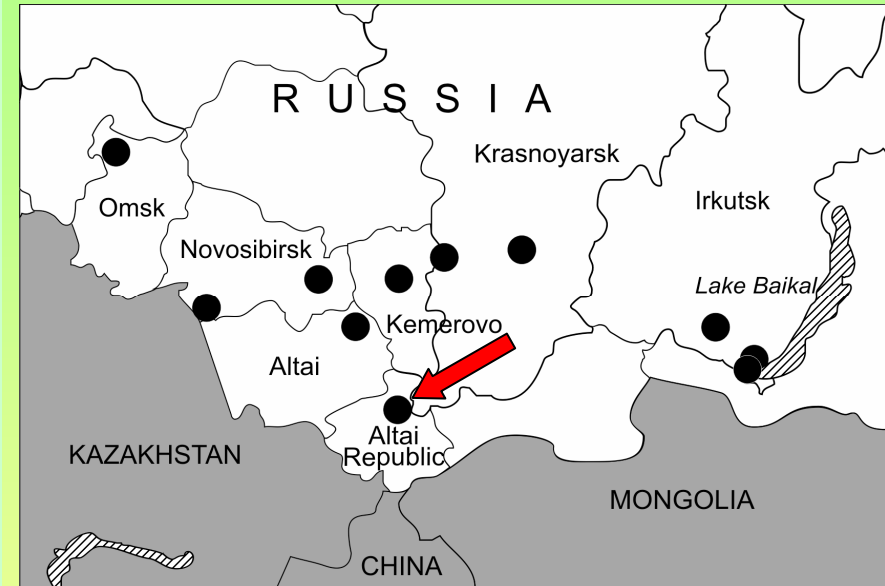 R U S S I A
Krasnoyarsk
Irkutsk
Omsk
Novosibirsk
Lake Baikal
Kemerovo
Altai
Altai
Republic
KAZAKHSTAN
MONGOLIA
CHINA